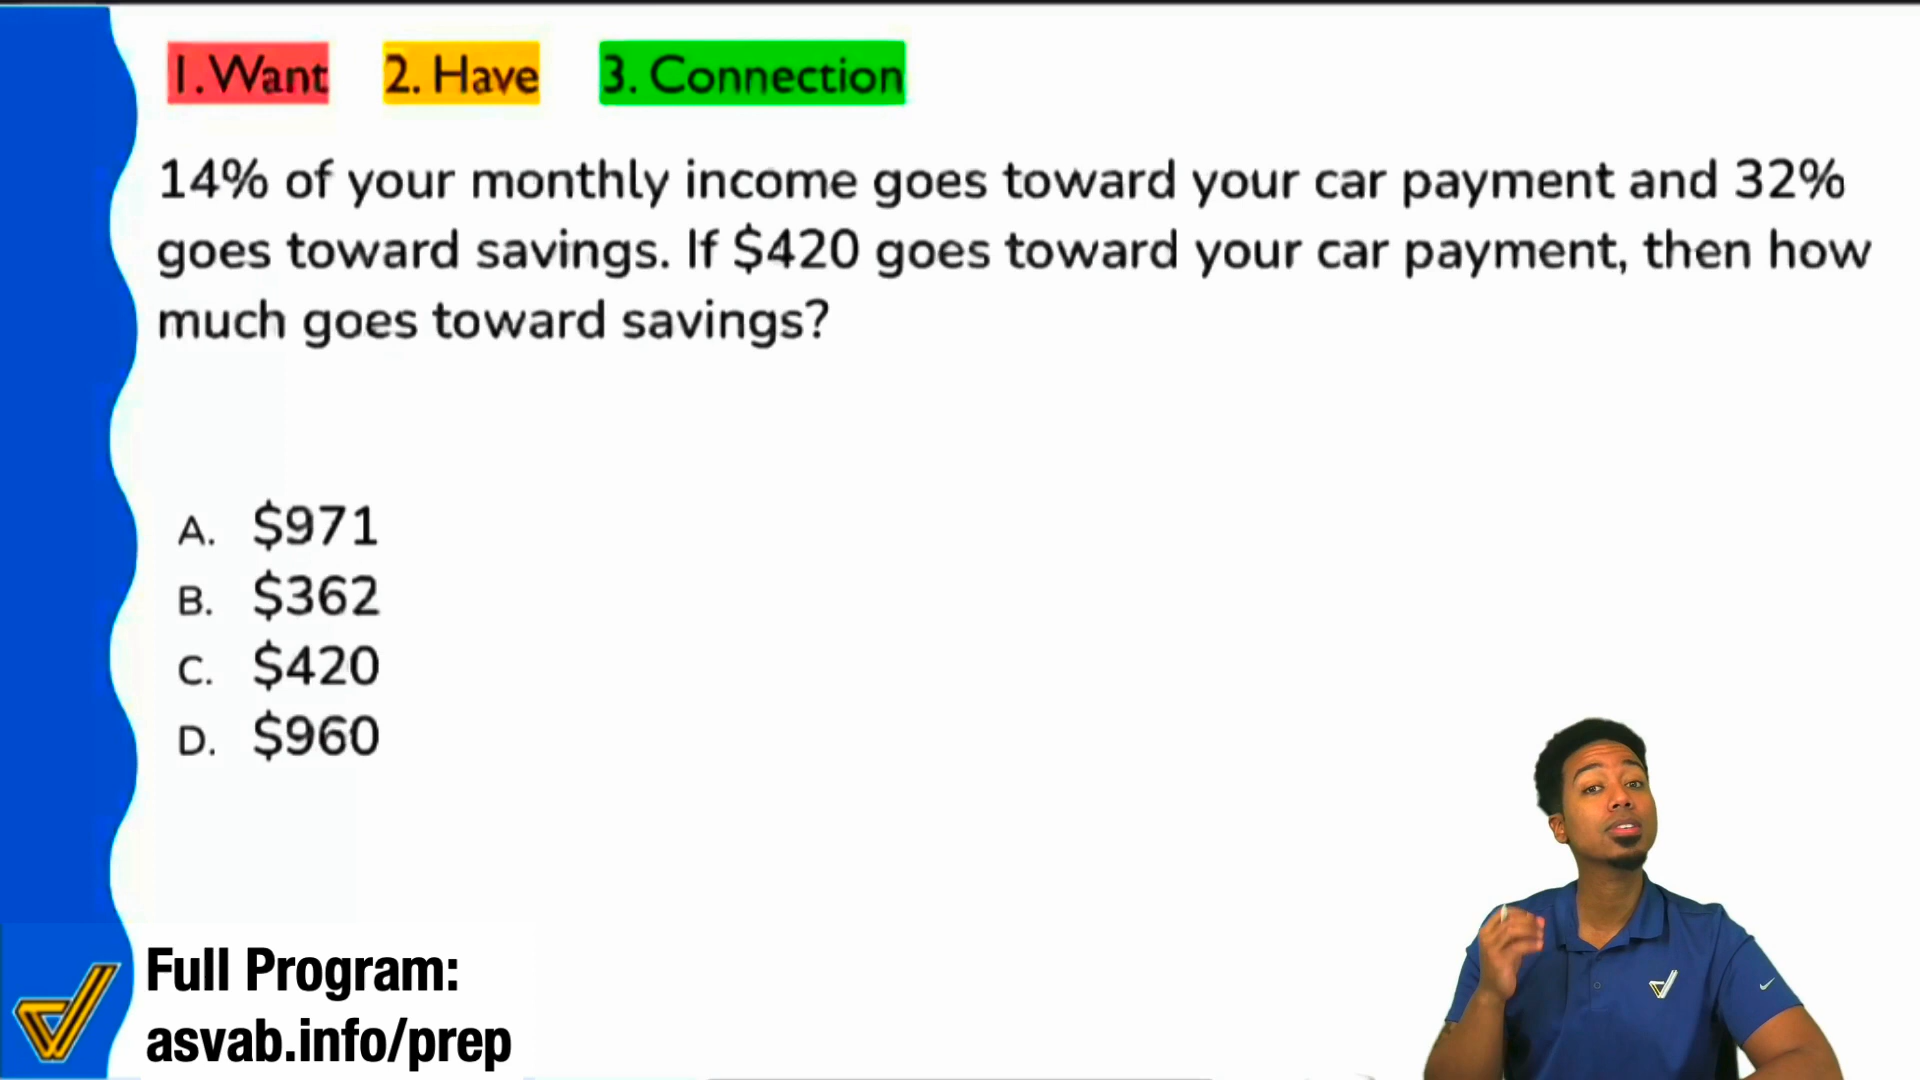 1. Want 2. Have 3. Connection
14% of your monthly income goes toward your car payment and 32%
goes toward savings. If $420 goes toward your car payment, then how
much goes toward savings?
A. $971
B. $362
C. $420
D. $960
Full Program:
asvab.info/prep